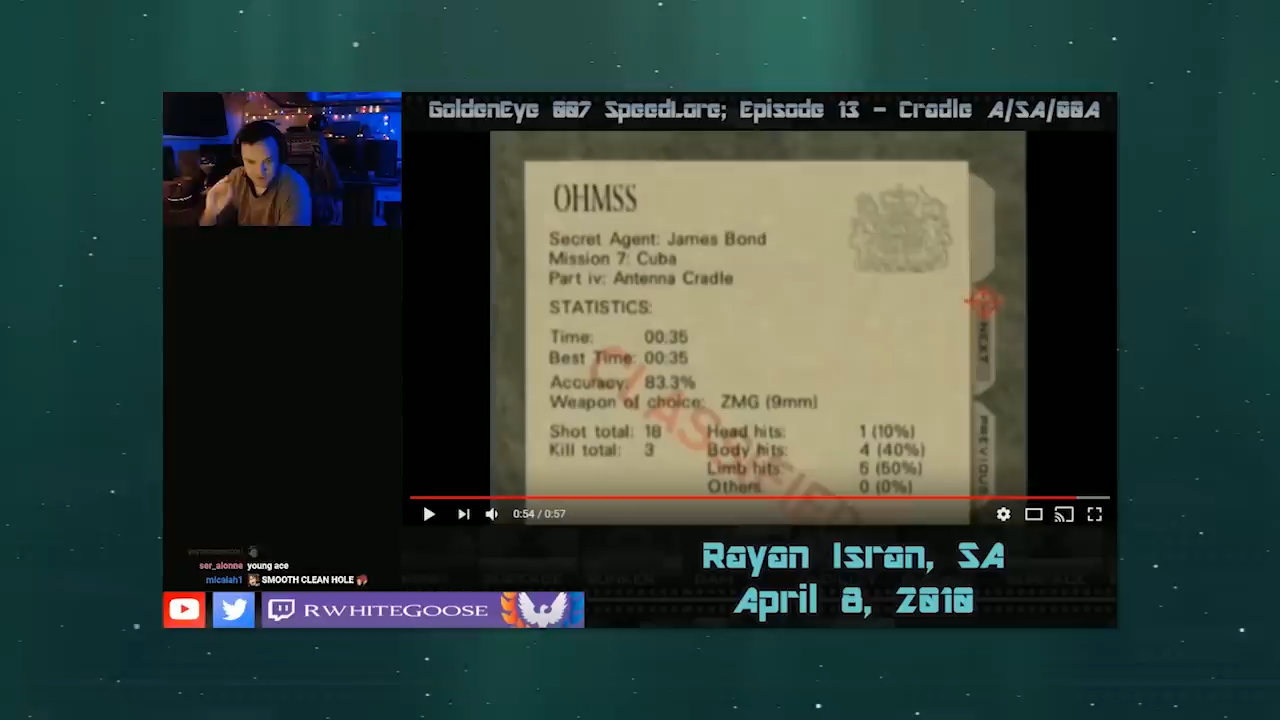 GoldenEye 007 SpeedLore; Episode 13 - Cradle A/SA/00A
OHMSS
Secret Agent: James Bond
Mission 7: Cuba
Part iv: Antenna Cradle
STATISTICS:
Time: 00:35
Best Time: 00:35
Accuracy: 83.3%
Weapon of choice: ZMG (9mm)
Shot total: 18 Head hits: 1 (10%)
Kill total: 3 Body hits: 4 (40%)
Limb hits: 5 (50%)
Others: 0 (0%)
CLASSIFIED
NEXT
PREVIOUS
0:54 / 0:57
ser_alonne young ace
micaiah1 SMOOTH CLEAN HOLE
RWHITEGOOSE
Rayan Isran, SA
April 8, 2010